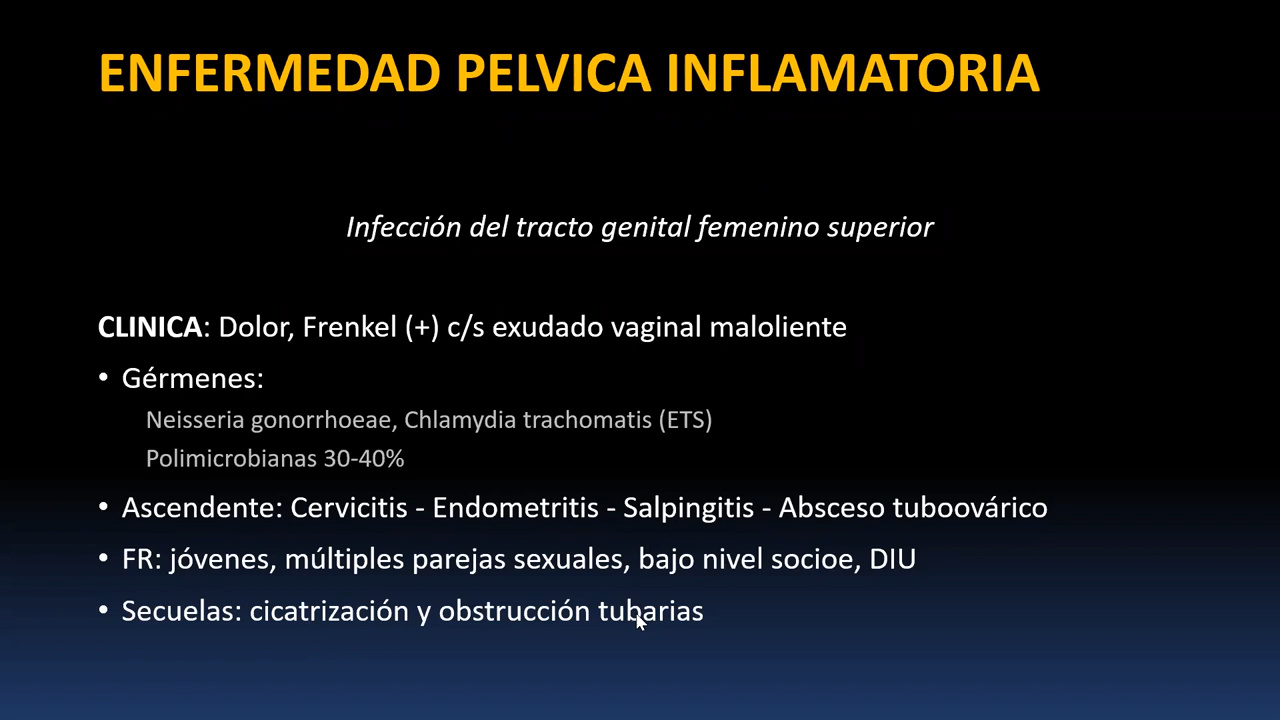 ENFERMEDAD PELVICA INFLAMATORIA
Infección del tracto genital femenino superior
CLINICA: Dolor, Frenkel (+) c/s exudado vaginal maloliente
• Gérmenes:
Neisseria gonorrhoeae, Chlamydia trachomatis (ETS)
Polimicrobianas 30-40%
• Ascendente: Cervicitis - Endometritis - Salpingitis - Absceso tuboovárico
• FR: jóvenes, múltiples parejas sexuales, bajo nivel socioe, DIU
• Secuelas: cicatrización y obstrucción tubarias